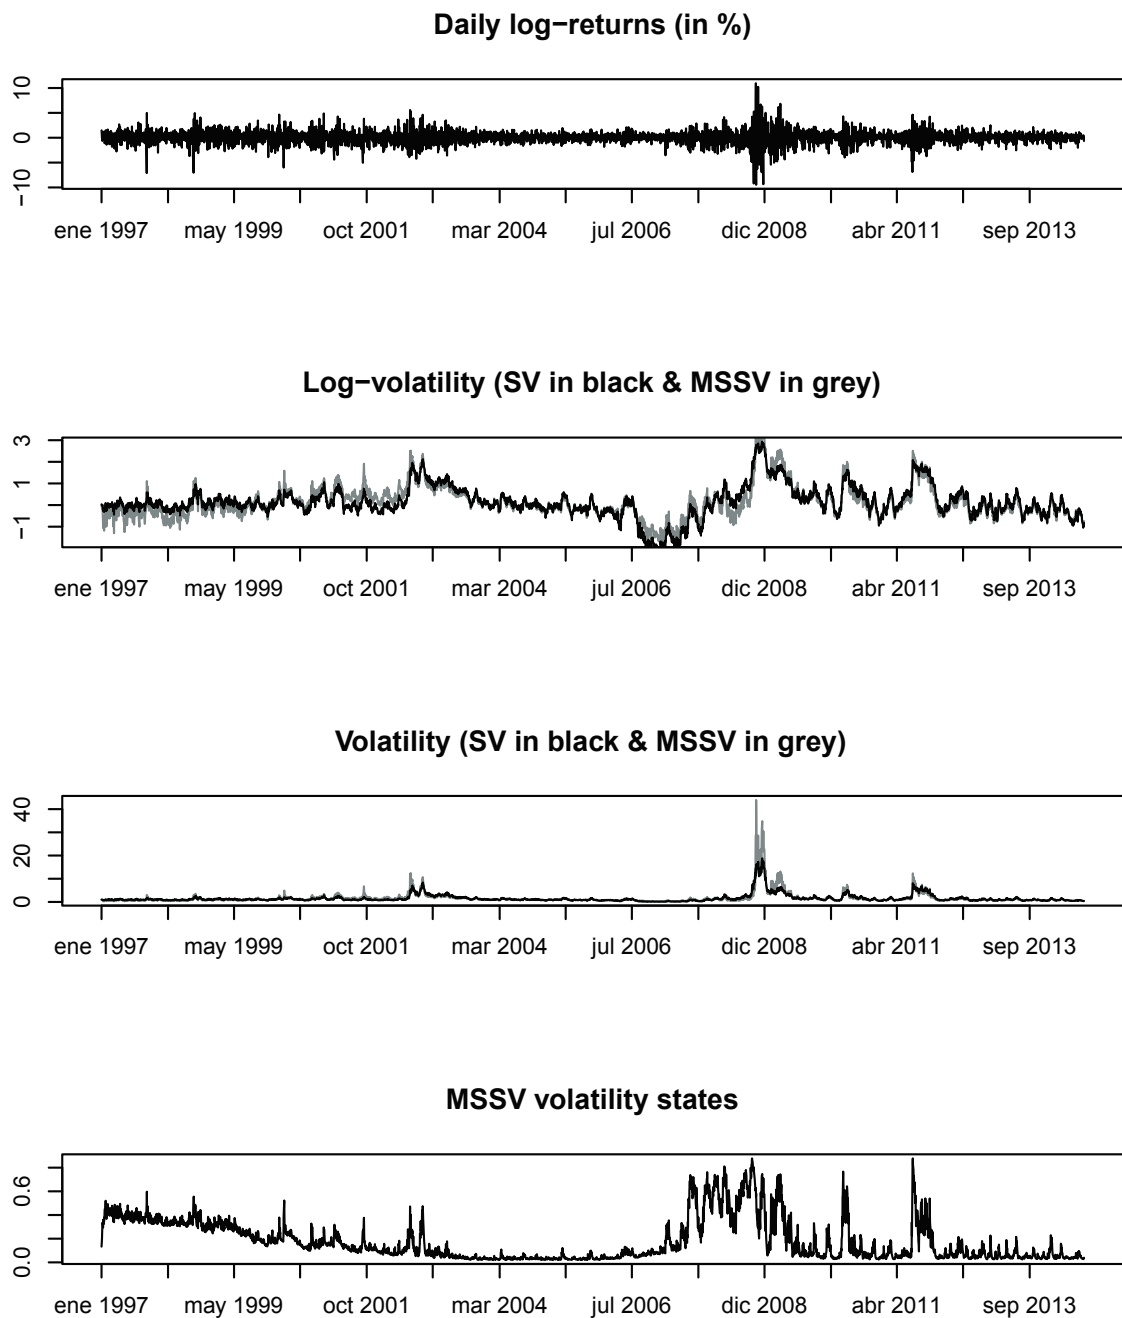 Daily log−returns (in %)
10
0
−10
ene 1997 may 1999 oct 2001 mar 2004 jul 2006 dic 2008 abr 2011 sep 2013
Log−volatility (SV in black & MSSV in grey)
3
1
−1
ene 1997 may 1999 oct 2001 mar 2004 jul 2006 dic 2008 abr 2011 sep 2013
Volatility (SV in black & MSSV in grey)
40
20
0
ene 1997 may 1999 oct 2001 mar 2004 jul 2006 dic 2008 abr 2011 sep 2013
MSSV volatility states
0.6
0.0
ene 1997 may 1999 oct 2001 mar 2004 jul 2006 dic 2008 abr 2011 sep 2013